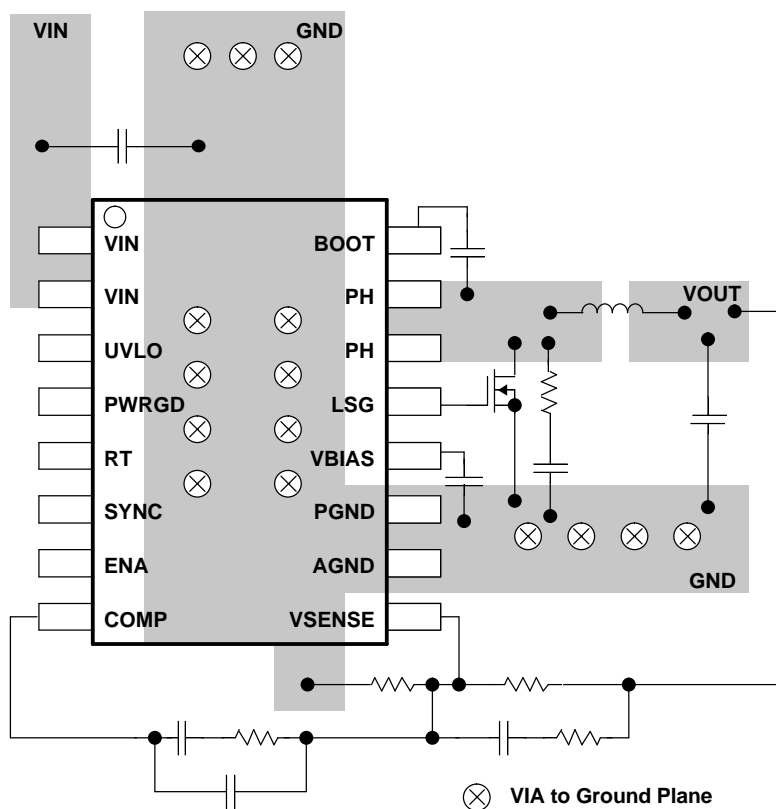 VIN GND
VIN BOOT
VIN PH
VOUT
UVLO PH
PWRGD LSG
RT VBIAS
SYNC PGND
ENA AGND
GND
COMP VSENSE
VIA to Ground Plane